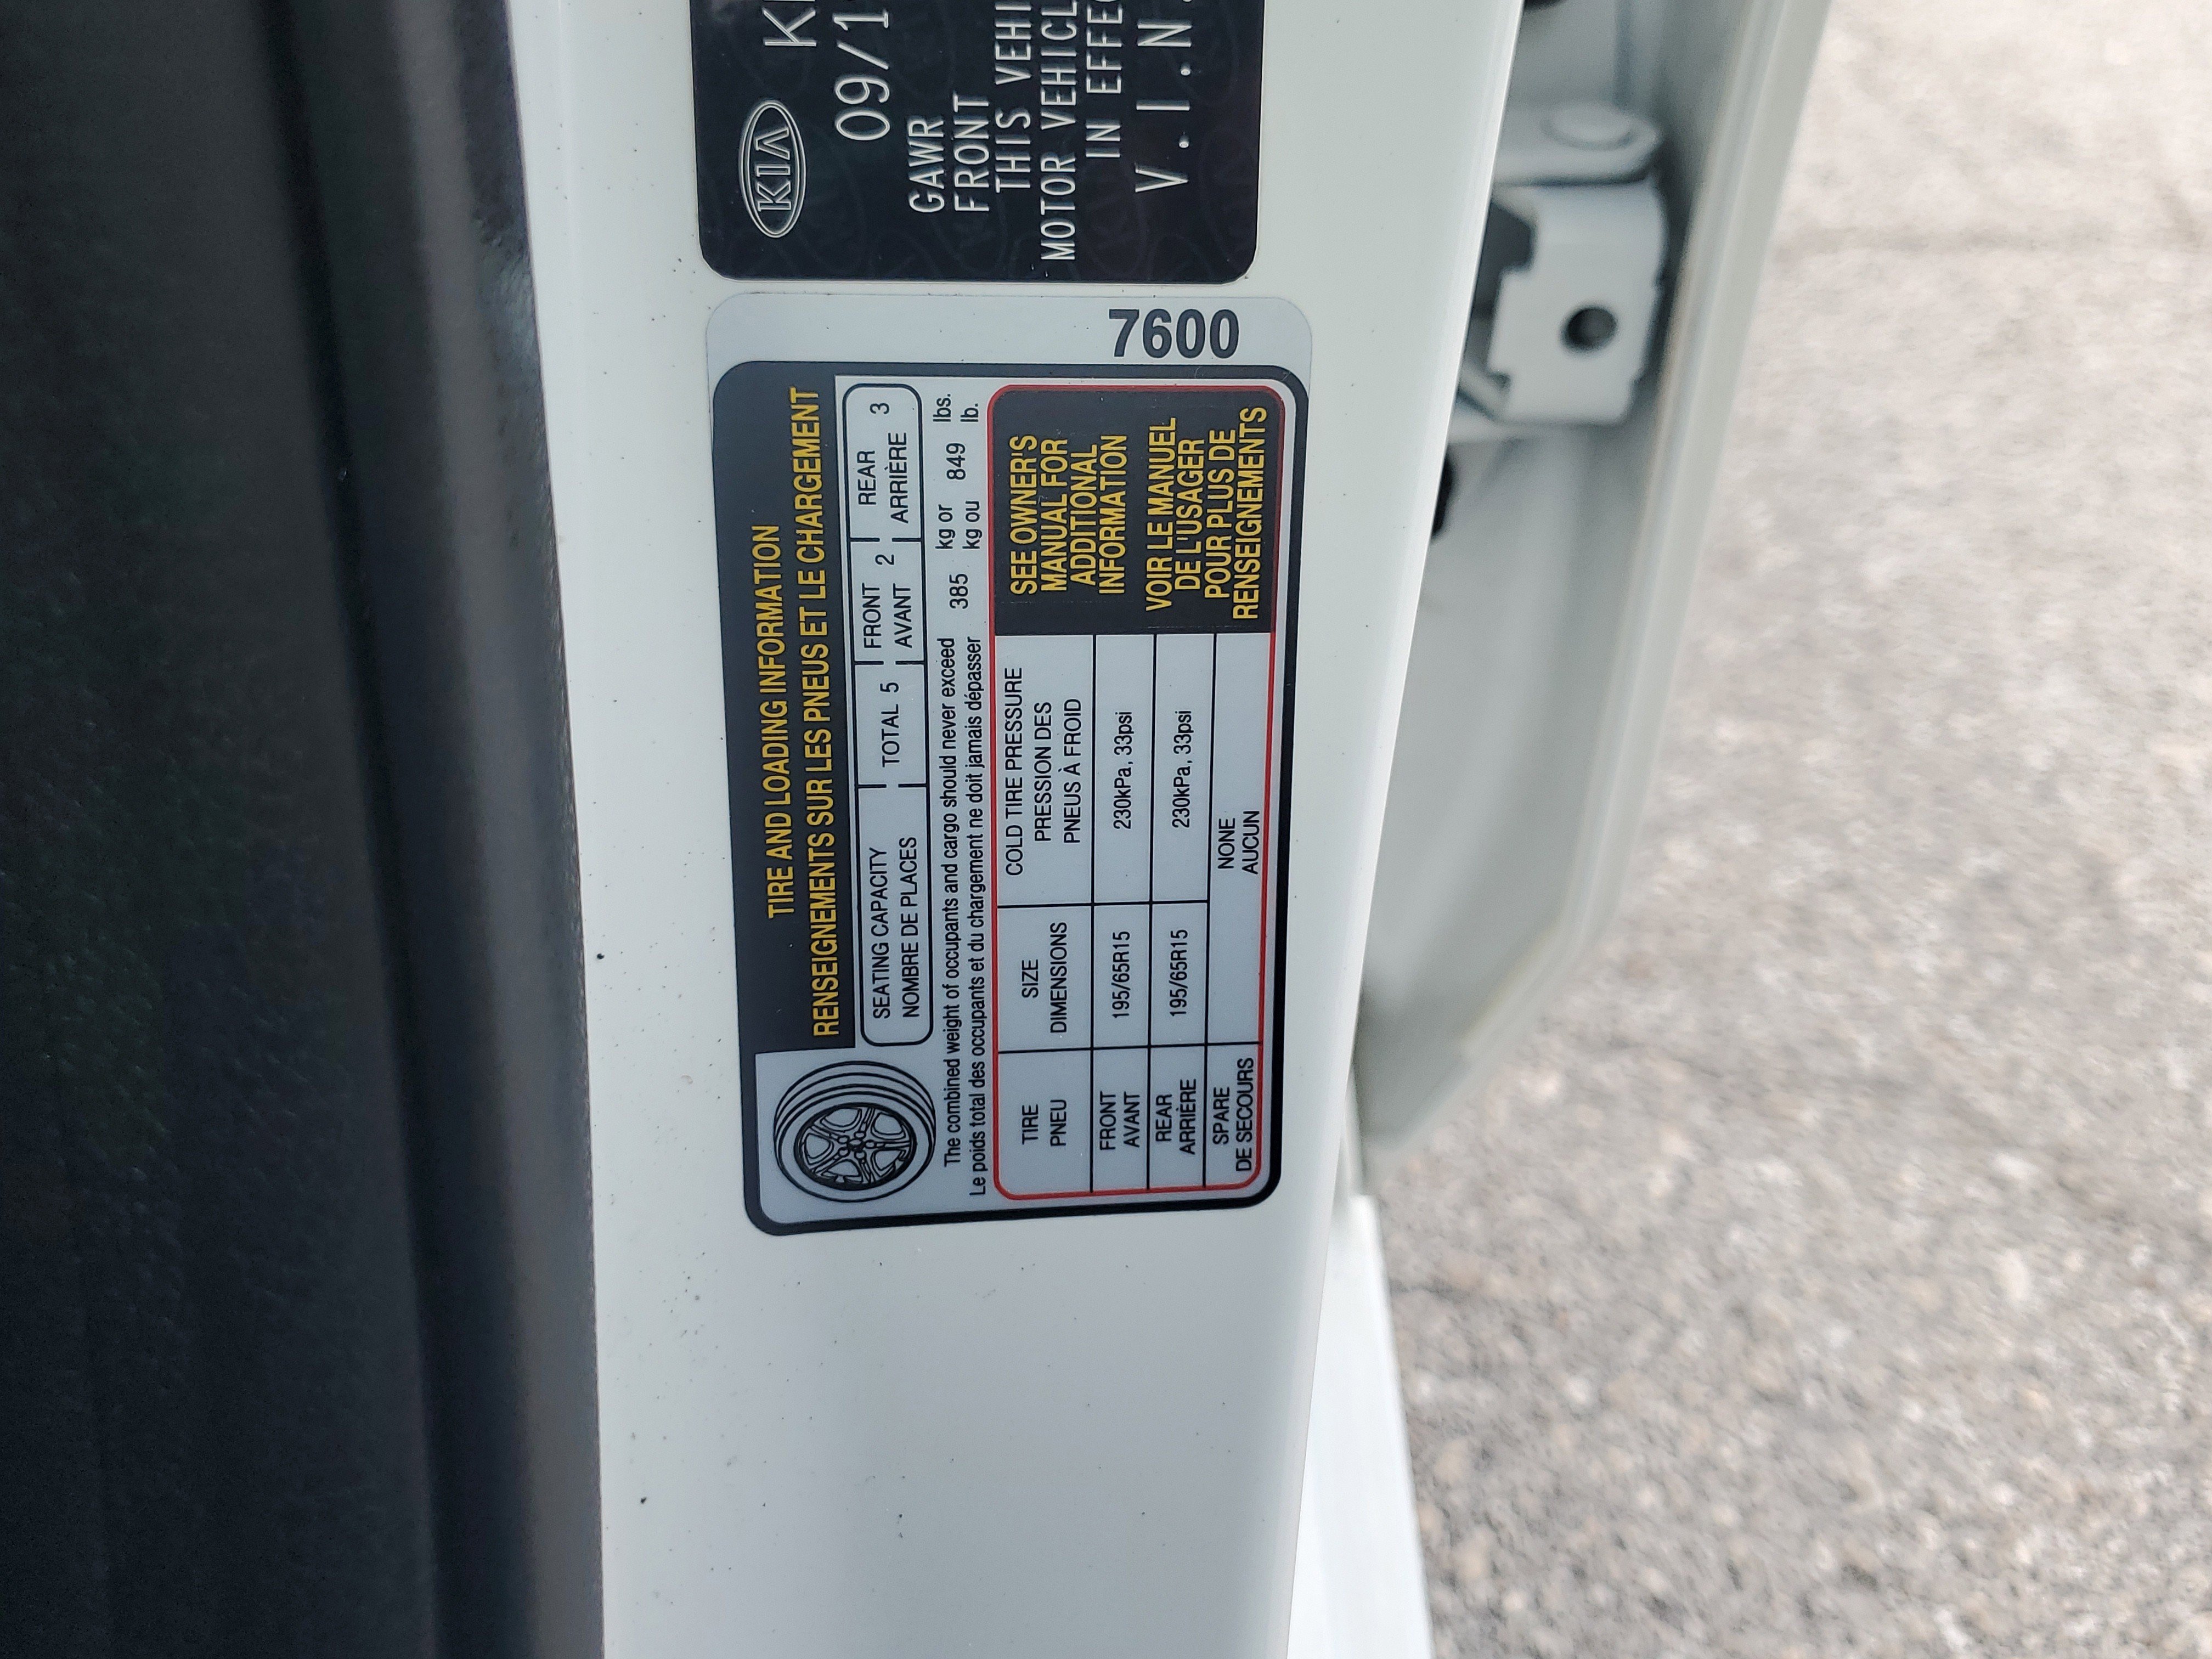 TIRE AND LOADING INFORMATION
RENSEIGNEMENTS SUR LES PNEUS ET LE CHARGEMENT
SEATING CAPACITY
NOMBRE DE PLACES
TOTAL 5
FRONT
AVANT 2
REAR
ARRIÈRE 3
The combined weight of occupants and cargo should never exceed 385 kg or 849 lbs.
Le poids total des occupants et du chargement ne doit jamais dépasser kg ou lb.
TIRE
PNEU
SIZE
DIMENSIONS
COLD TIRE PRESSURE
PRESSION DES
PNEUS À FROID
SEE OWNER'S
MANUAL FOR
ADDITIONAL
INFORMATION
VOIR LE MANUEL
DE L'USAGER
POUR PLUS DE
RENSEIGNEMENTS
FRONT
AVANT
195/65R15
230kPa, 33psi
REAR
ARRIÈRE
195/65R15
230kPa, 33psi
SPARE
DE SECOURS
NONE
AUCUN
7600
KIA
09/1
GAWR
FRONT
THIS VEHI
MOTOR VEHICL
IN EFFEC
V.I.N.